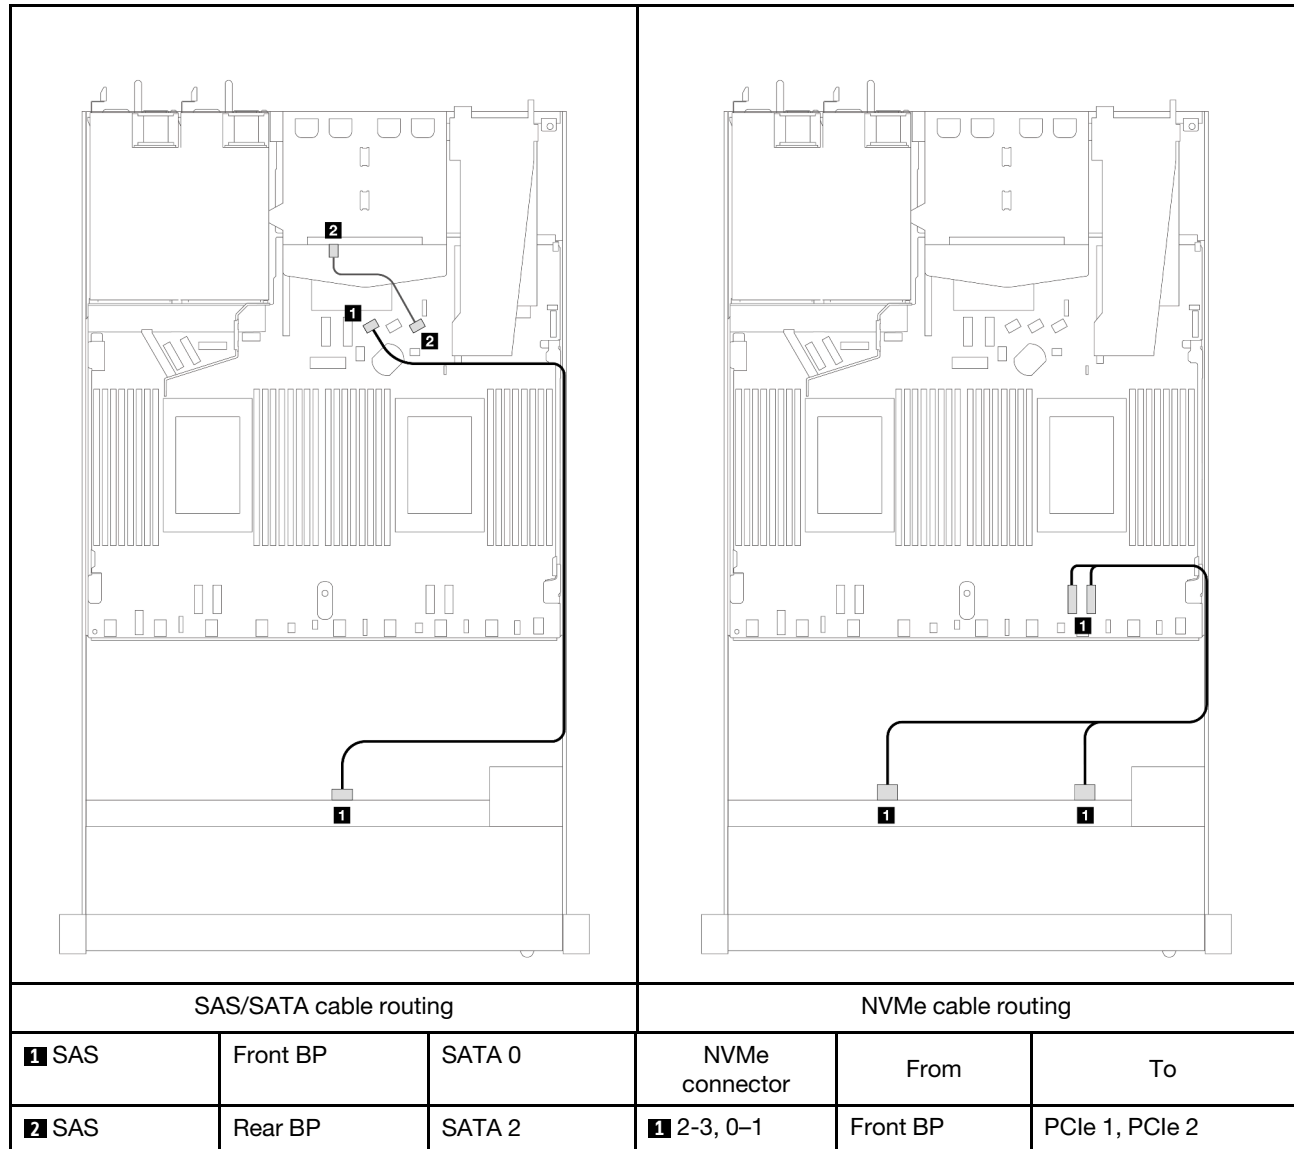 2
1
2
1
1
1
1
SAS/SATA cable routing
NVMe cable routing
1 SAS
Front BP
SATA 0
NVMe
connector
From
To
2 SAS
Rear BP
SATA 2
1 2-3, 0–1
Front BP
PCIe 1, PCIe 2